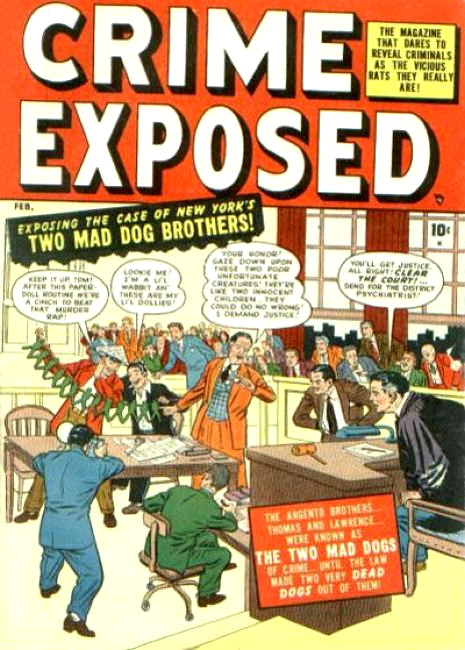 CRIME
EXPOSED
THE MAGAZINE
THAT DARES TO
REVEAL CRIMINALS
AS THE VICIOUS
RATS THEY REALLY
ARE!
FEB.
10¢
EXPOSING THE CASE OF NEW YORK'S
TWO MAD DOG BROTHERS!
KEEP IT UP, TOM!
AFTER THIS PAPER-
DOLL ROUTINE WE'RE
A CINCH TO BEAT
THAT MURDER
RAP!
LOOKIE ME!
I'M A LI'L
WABBIT AN'
THESE ARE MY
LI'L DOLLIES!
YOUR HONOR!
GAZE DOWN UPON
THESE TWO POOR
UNFORTUNATE
CREATURES! THEY'RE
LIKE TWO INNOCENT
CHILDREN... THEY
COULD DO NO WRONG!
I DEMAND JUSTICE!
YOU'LL GET JUSTICE,
ALL RIGHT! CLEAR
THE COURT!...
SEND FOR THE DISTRICT
PSYCHIATRIST!
THE ARGENTO BROTHERS...
THOMAS AND LAWRENCE...
WERE KNOWN AS
THE TWO MAD DOGS
OF CRIME... UNTIL THE LAW
MADE TWO VERY DEAD
DOGS OUT OF THEM!